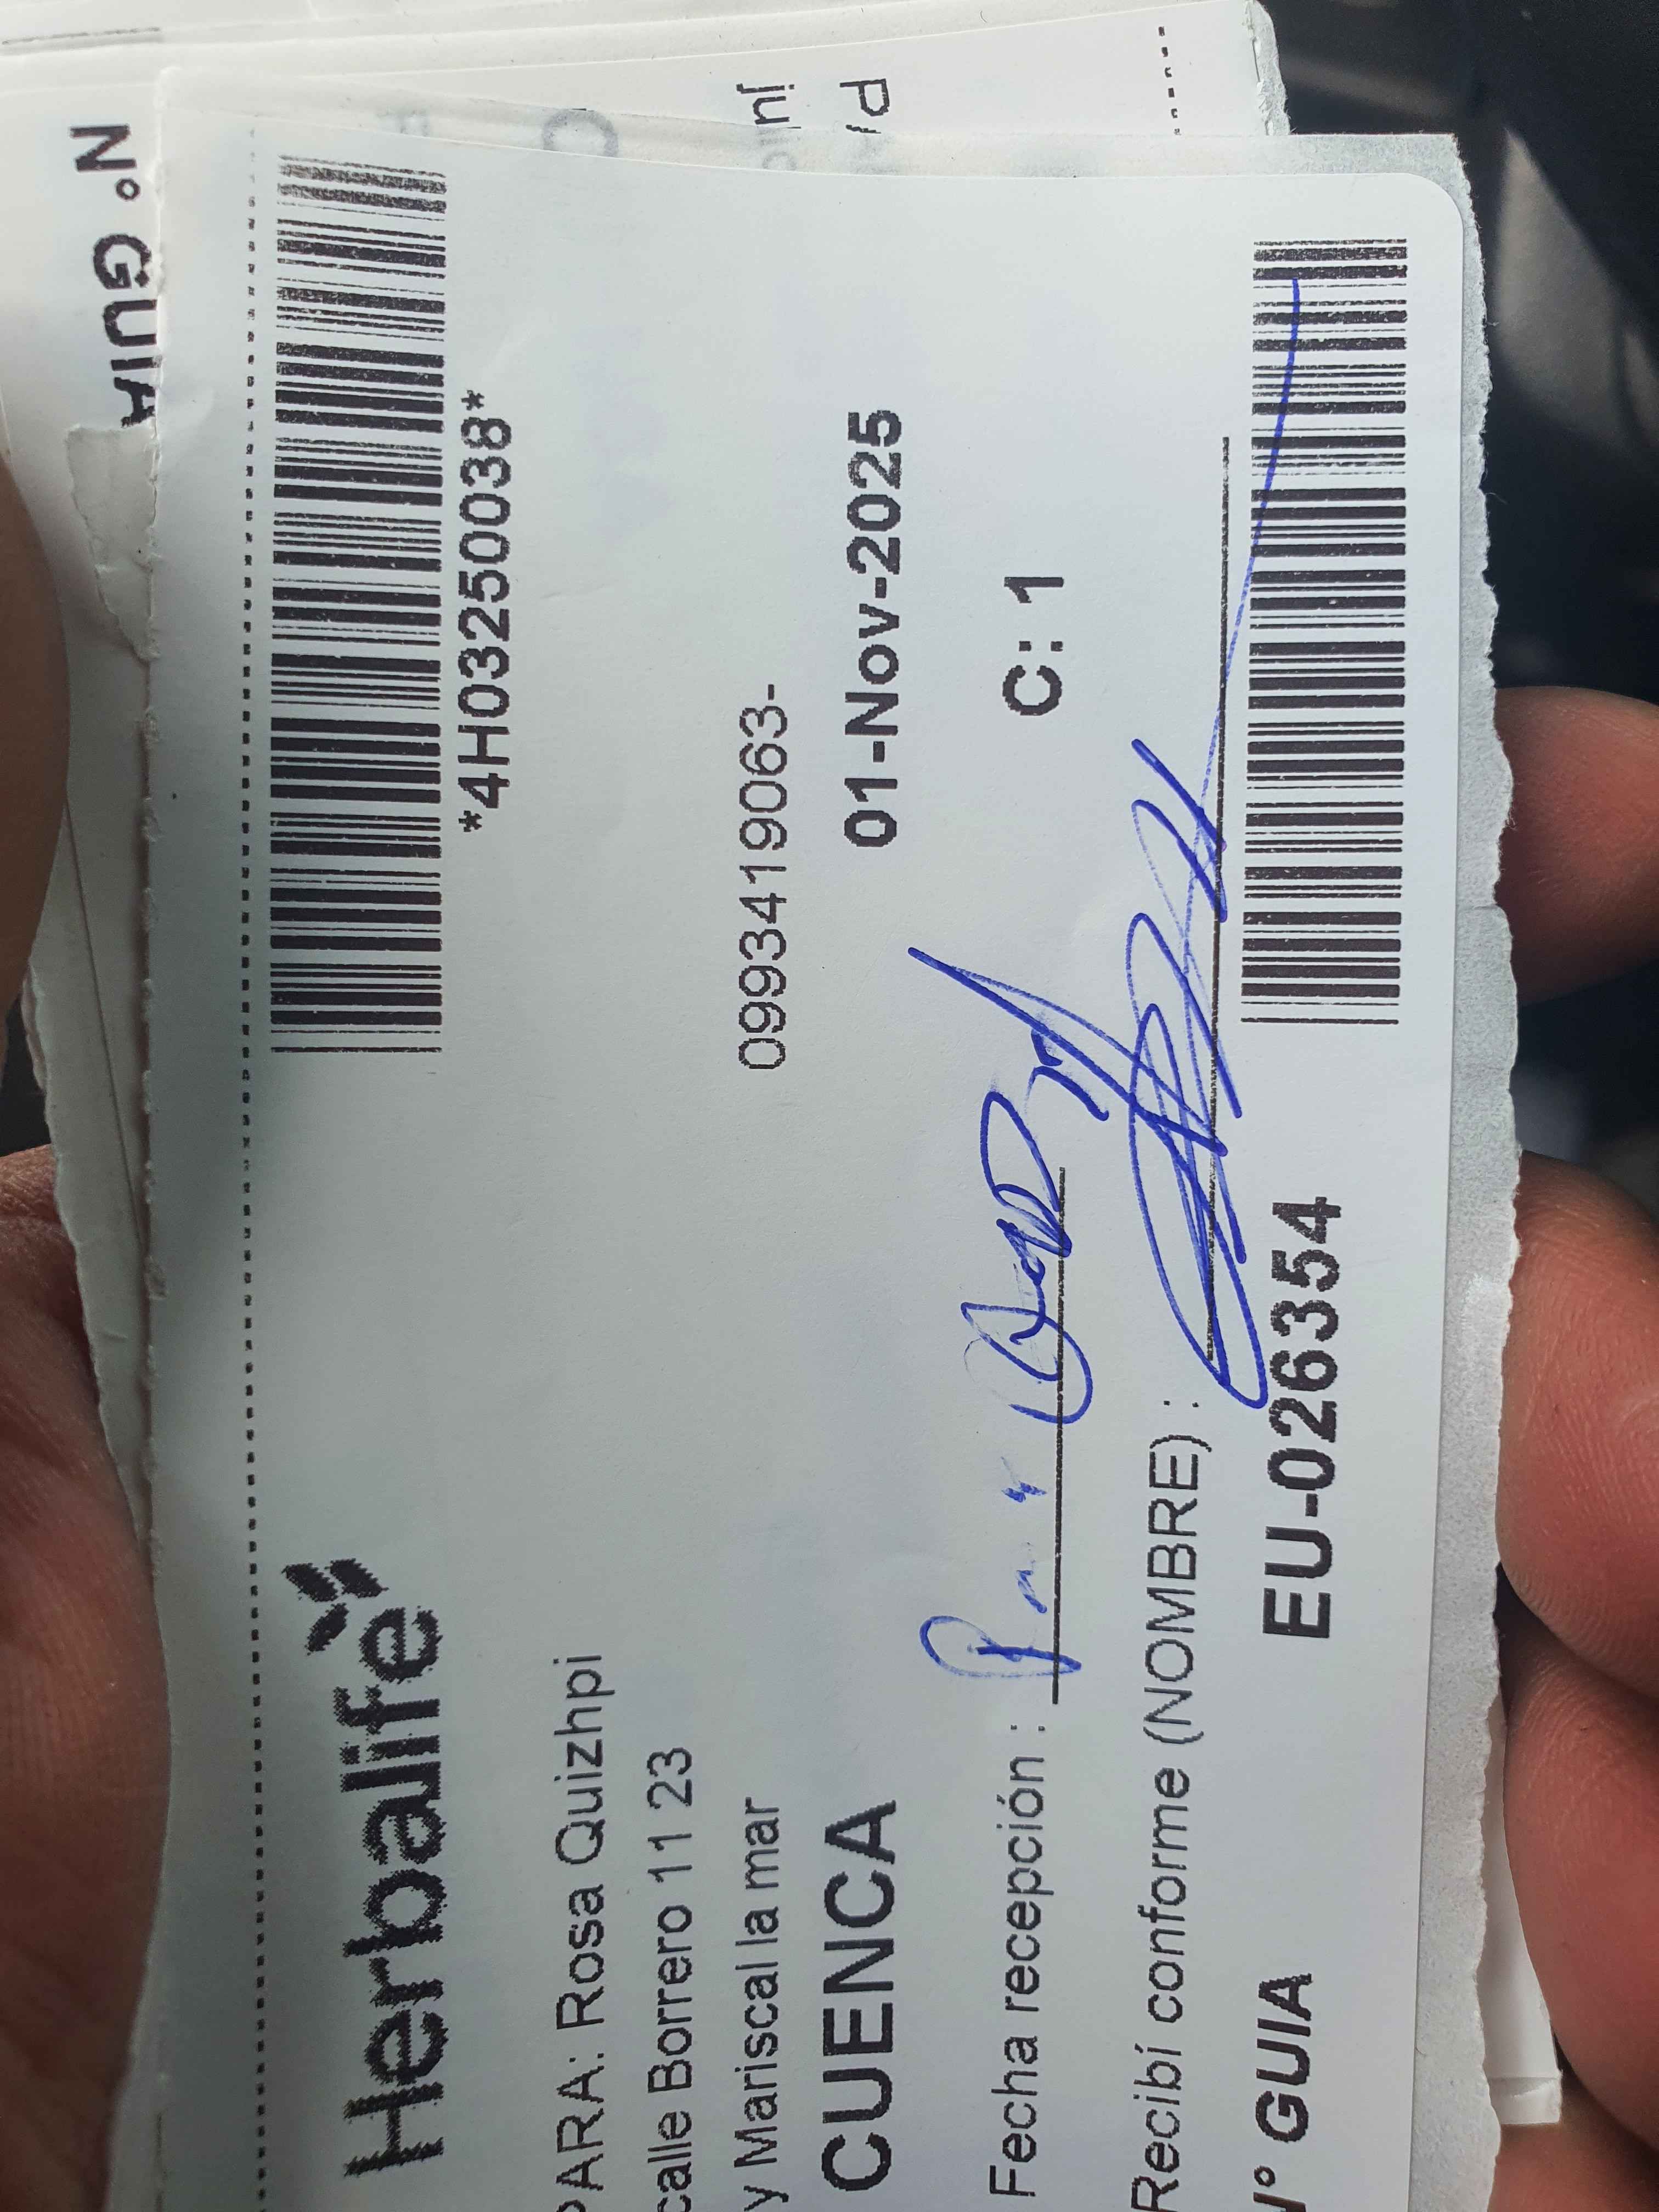 Herbalife
*4H03250038*
PARA: Rosa Quizhpi
calle Borrero 11 23
y Mariscal la mar
0993419063-
CUENCA
01-Nov-2025
Fecha recepción :
C: 1
Recibí conforme (NOMBRE) :
N° GUIA
EU-026354
N° GUIA